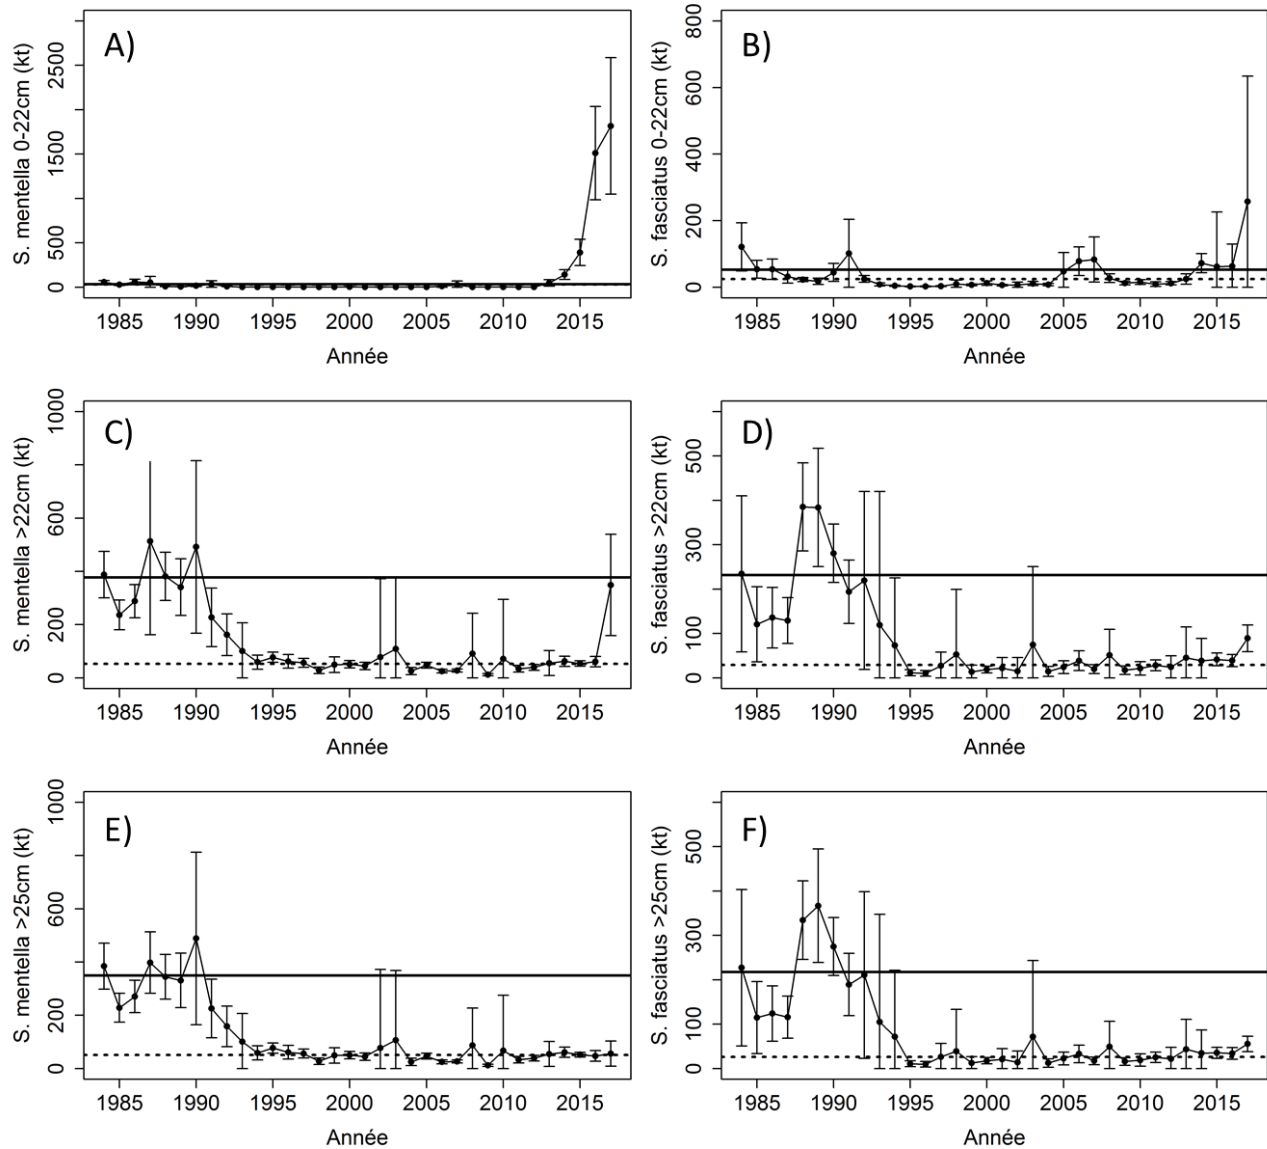 A)
S. mentella 0-22cm (kt)
2500
1500
500
0
1985 1990 1995 2000 2005 2010 2015
Année
B)
S. fasciatus 0-22cm (kt)
800
600
400
200
0
1985 1990 1995 2000 2005 2010 2015
Année
C)
S. mentella >22cm (kt)
1000
600
200
0
1985 1990 1995 2000 2005 2010 2015
Année
D)
S. fasciatus >22cm (kt)
500
300
100
0
1985 1990 1995 2000 2005 2010 2015
Année
E)
S. mentella >25cm (kt)
1000
600
200
0
1985 1990 1995 2000 2005 2010 2015
Année
F)
S. fasciatus >25cm (kt)
500
300
100
0
1985 1990 1995 2000 2005 2010 2015
Année